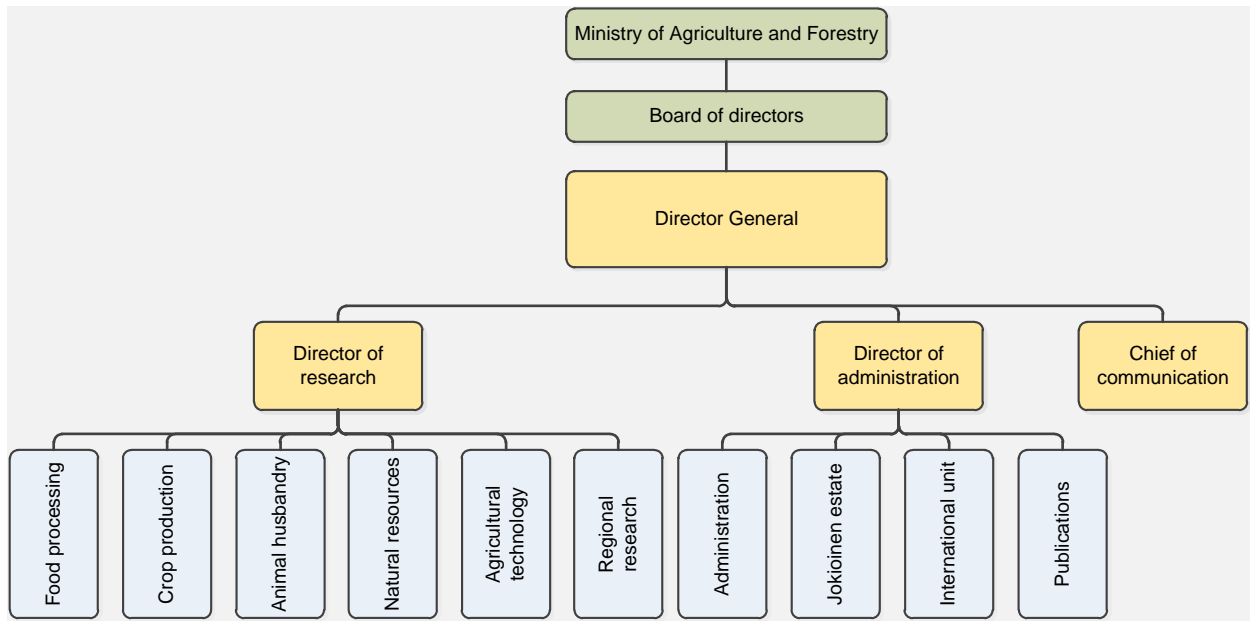 Ministry of Agriculture and Forestry
Board of directors
Director General
Director of
research
Director of
administration
Chief of
communication
Food processing
Crop production
Animal husbandry
Natural resources
Agricultural
technology
Regional
research
Administration
Jokioinen estate
International unit
Publications